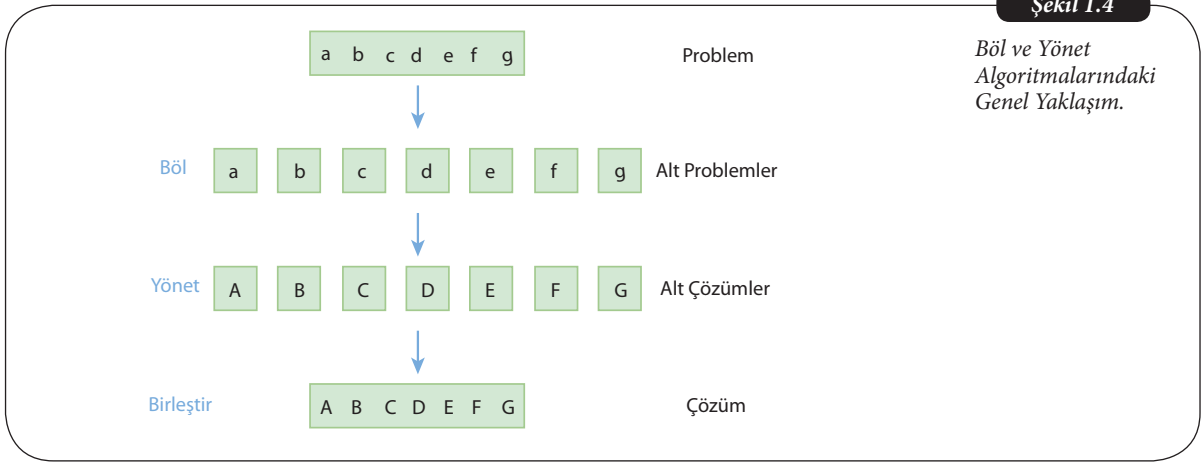 Şekil 1.4
Böl ve Yönet
Algoritmalarındaki
Genel Yaklaşım.
a b c d e f g Problem
Böl a b c d e f g Alt Problemler
Yönet A B C D E F G Alt Çözümler
Birleştir A B C D E F G Çözüm